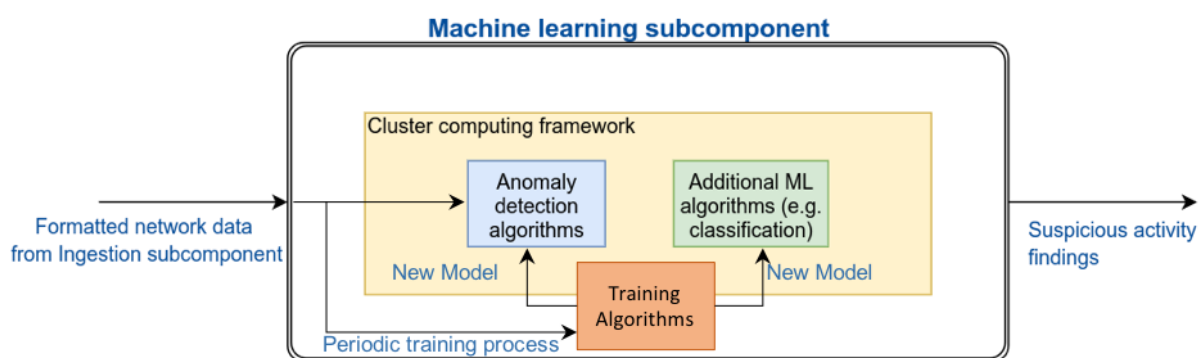 Machine learning subcomponent
Cluster computing framework
Anomaly
detection
algorithms
Additional ML
algorithms (e.g.
classification)
Formatted network data
from Ingestion subcomponent
Suspicious activity
findings
New Model
New Model
Training
Algorithms
Periodic training process